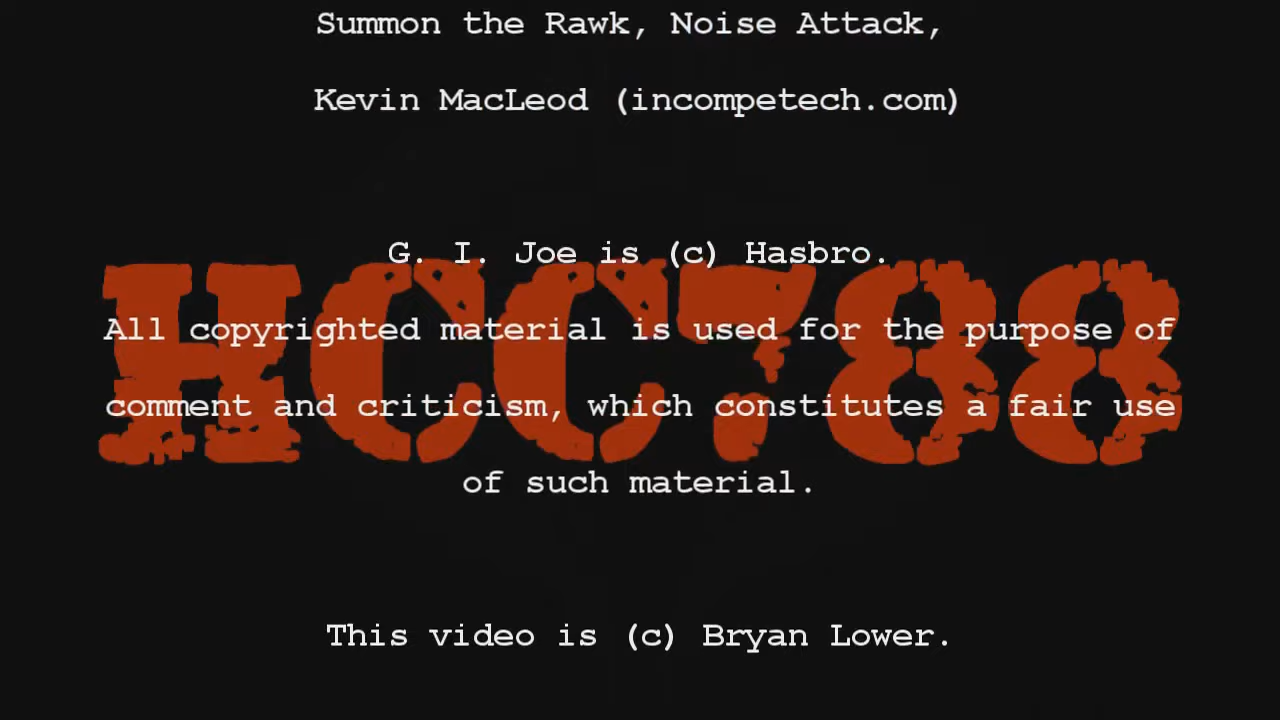 Summon the Rawk, Noise Attack,
Kevin MacLeod (incompetech.com)
G. I. Joe is (c) Hasbro.
HCC788
All copyrighted material is used for the purpose of
comment and criticism, which constitutes a fair use
of such material.
This video is (c) Bryan Lower.